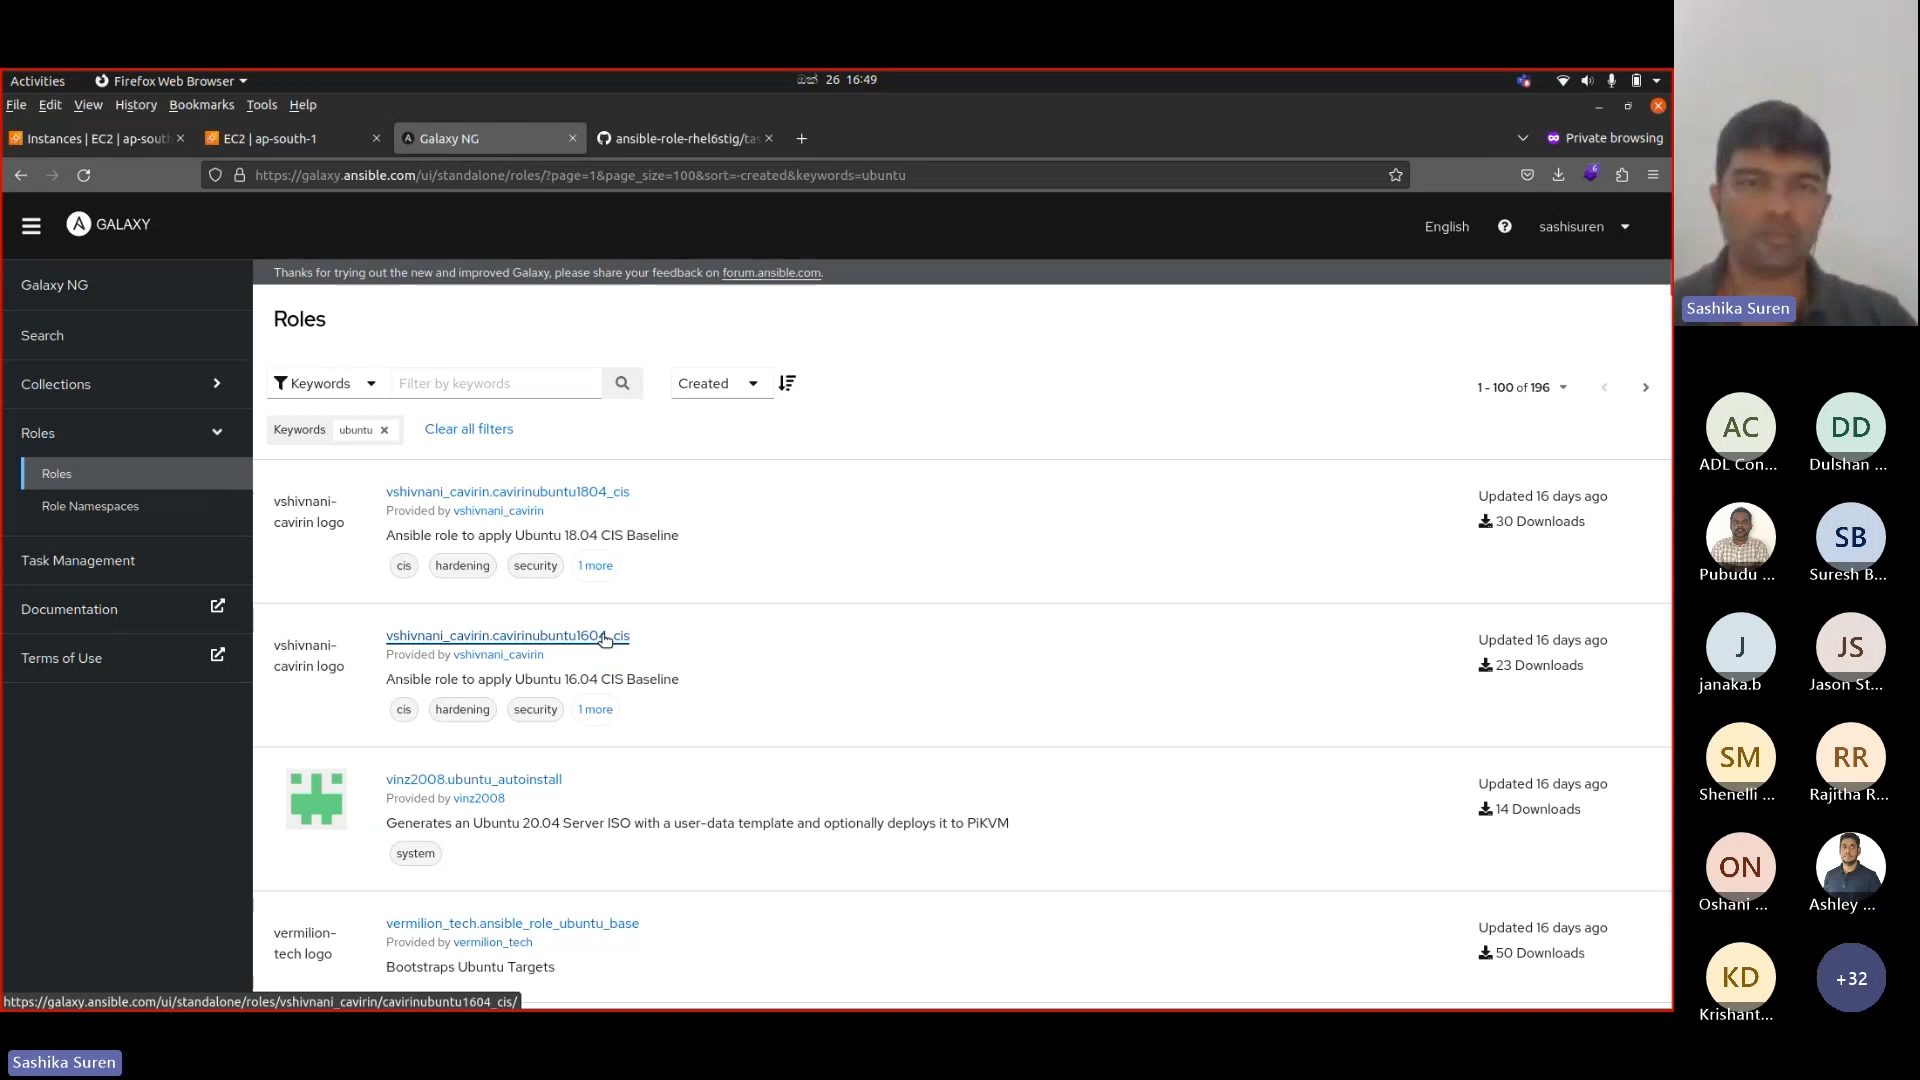 Activities
Firefox Web Browser
ඔක් 26 16:49
File Edit View History Bookmarks Tools Help
Instances | EC2 | ap-sout
EC2 | ap-south-1
Galaxy NG
ansible-role-rhel6stig/tas
Private browsing
https://galaxy.ansible.com/ui/standalone/roles/?page=1&page_size=100&sort=-created&keywords=ubuntu
GALAXY
English
sashisuren
Galaxy NG
Search
Collections
Roles
Roles
Role Namespaces
Task Management
Documentation
Terms of Use
Thanks for trying out the new and improved Galaxy, please share your feedback on forum.ansible.com.
Roles
Keywords
Filter by keywords
Created
1 - 100 of 196
Keywords ubuntu
Clear all filters
vshivnani-
cavirin logo
vshivnani_cavirin.cavirinubuntu1804_cis
Provided by vshivnani_cavirin
Ansible role to apply Ubuntu 18.04 CIS Baseline
cis hardening security 1 more
Updated 16 days ago
30 Downloads
vshivnani-
cavirin logo
vshivnani_cavirin.cavirinubuntu1604_cis
Provided by vshivnani_cavirin
Ansible role to apply Ubuntu 16.04 CIS Baseline
cis hardening security 1 more
Updated 16 days ago
23 Downloads
vinz2008.ubuntu_autoinstall
Provided by vinz2008
Generates an Ubuntu 20.04 Server ISO with a user-data template and optionally deploys it to PiKVM
system
Updated 16 days ago
14 Downloads
vermilion-
tech logo
vermilion_tech.ansible_role_ubuntu_base
Provided by vermilion_tech
Bootstraps Ubuntu Targets
Updated 16 days ago
50 Downloads
https://galaxy.ansible.com/ui/standalone/roles/vshivnani_cavirin/cavirinubuntu1604_cis/
Sashika Suren
Sashika Suren
AC
ADL Con...
DD
Dulshan ...
Pubudu ...
SB
Suresh B...
J
janaka.b
JS
Jason St...
SM
Shenelli ...
RR
Rajitha R...
ON
Oshani ...
Ashley ...
KD
Krishant...
+32